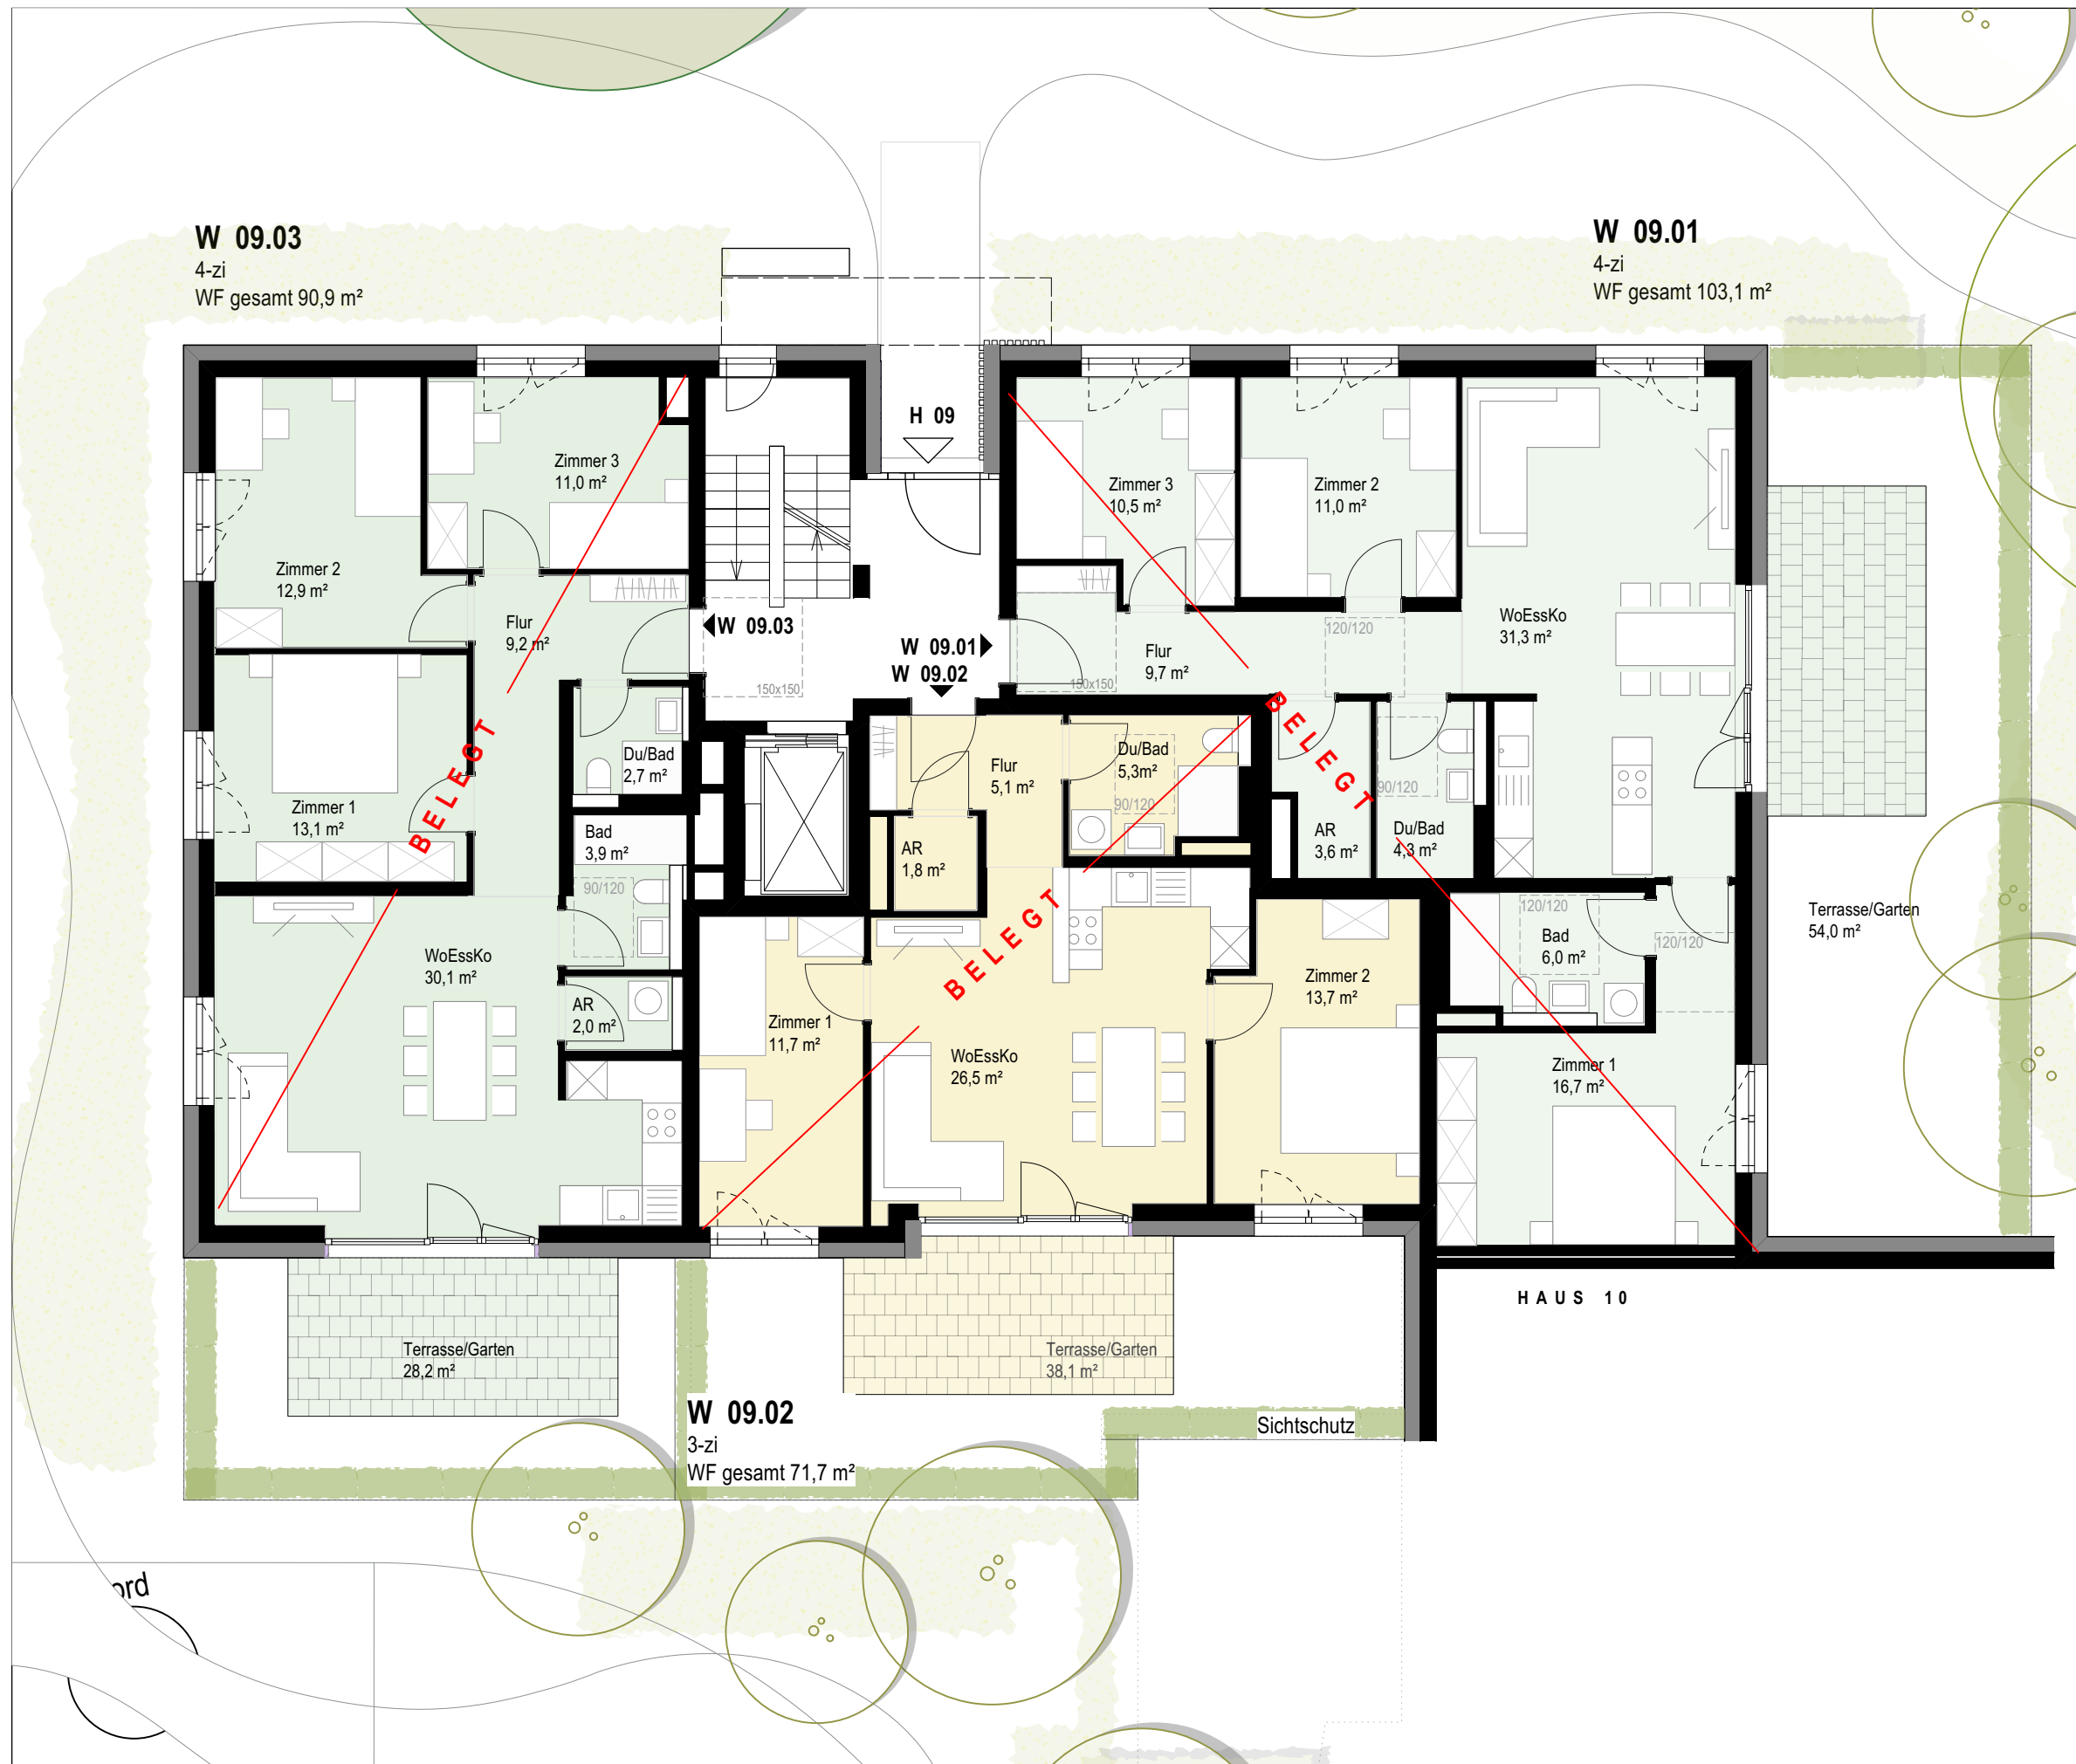 W 09.03
4-zi
WF gesamt 90,9 m²
W 09.01
4-zi
WF gesamt 103,1 m²
H 09
Zimmer 3
11,0 m²
Zimmer 3
10,5 m²
Zimmer 2
11,0 m²
Zimmer 2
12,9 m²
Flur
9,2 m²
W 09.03
W 09.01
W 09.02
150x150
150x150
Flur
9,7 m²
120/120
WoEssKo
31,3 m²
BELEGT
Du/Bad
2,7 m²
Flur
5,1 m²
Du/Bad
5,3m²
90/120
BELEGT
90/120
Zimmer 1
13,1 m²
Bad
3,9 m²
90/120
AR
1,8 m²
AR
3,6 m²
Du/Bad
4,3 m²
BELEGT
120/120
Bad
6,0 m²
120/120
Terrasse/Garten
54,0 m²
WoEssKo
30,1 m²
AR
2,0 m²
Zimmer 1
11,7 m²
WoEssKo
26,5 m²
Zimmer 2
13,7 m²
Zimmer 1
16,7 m²
HAUS 10
Terrasse/Garten
28,2 m²
Terrasse/Garten
38,1 m²
W 09.02
3-zi
WF gesamt 71,7 m²
Sichtschutz
ord